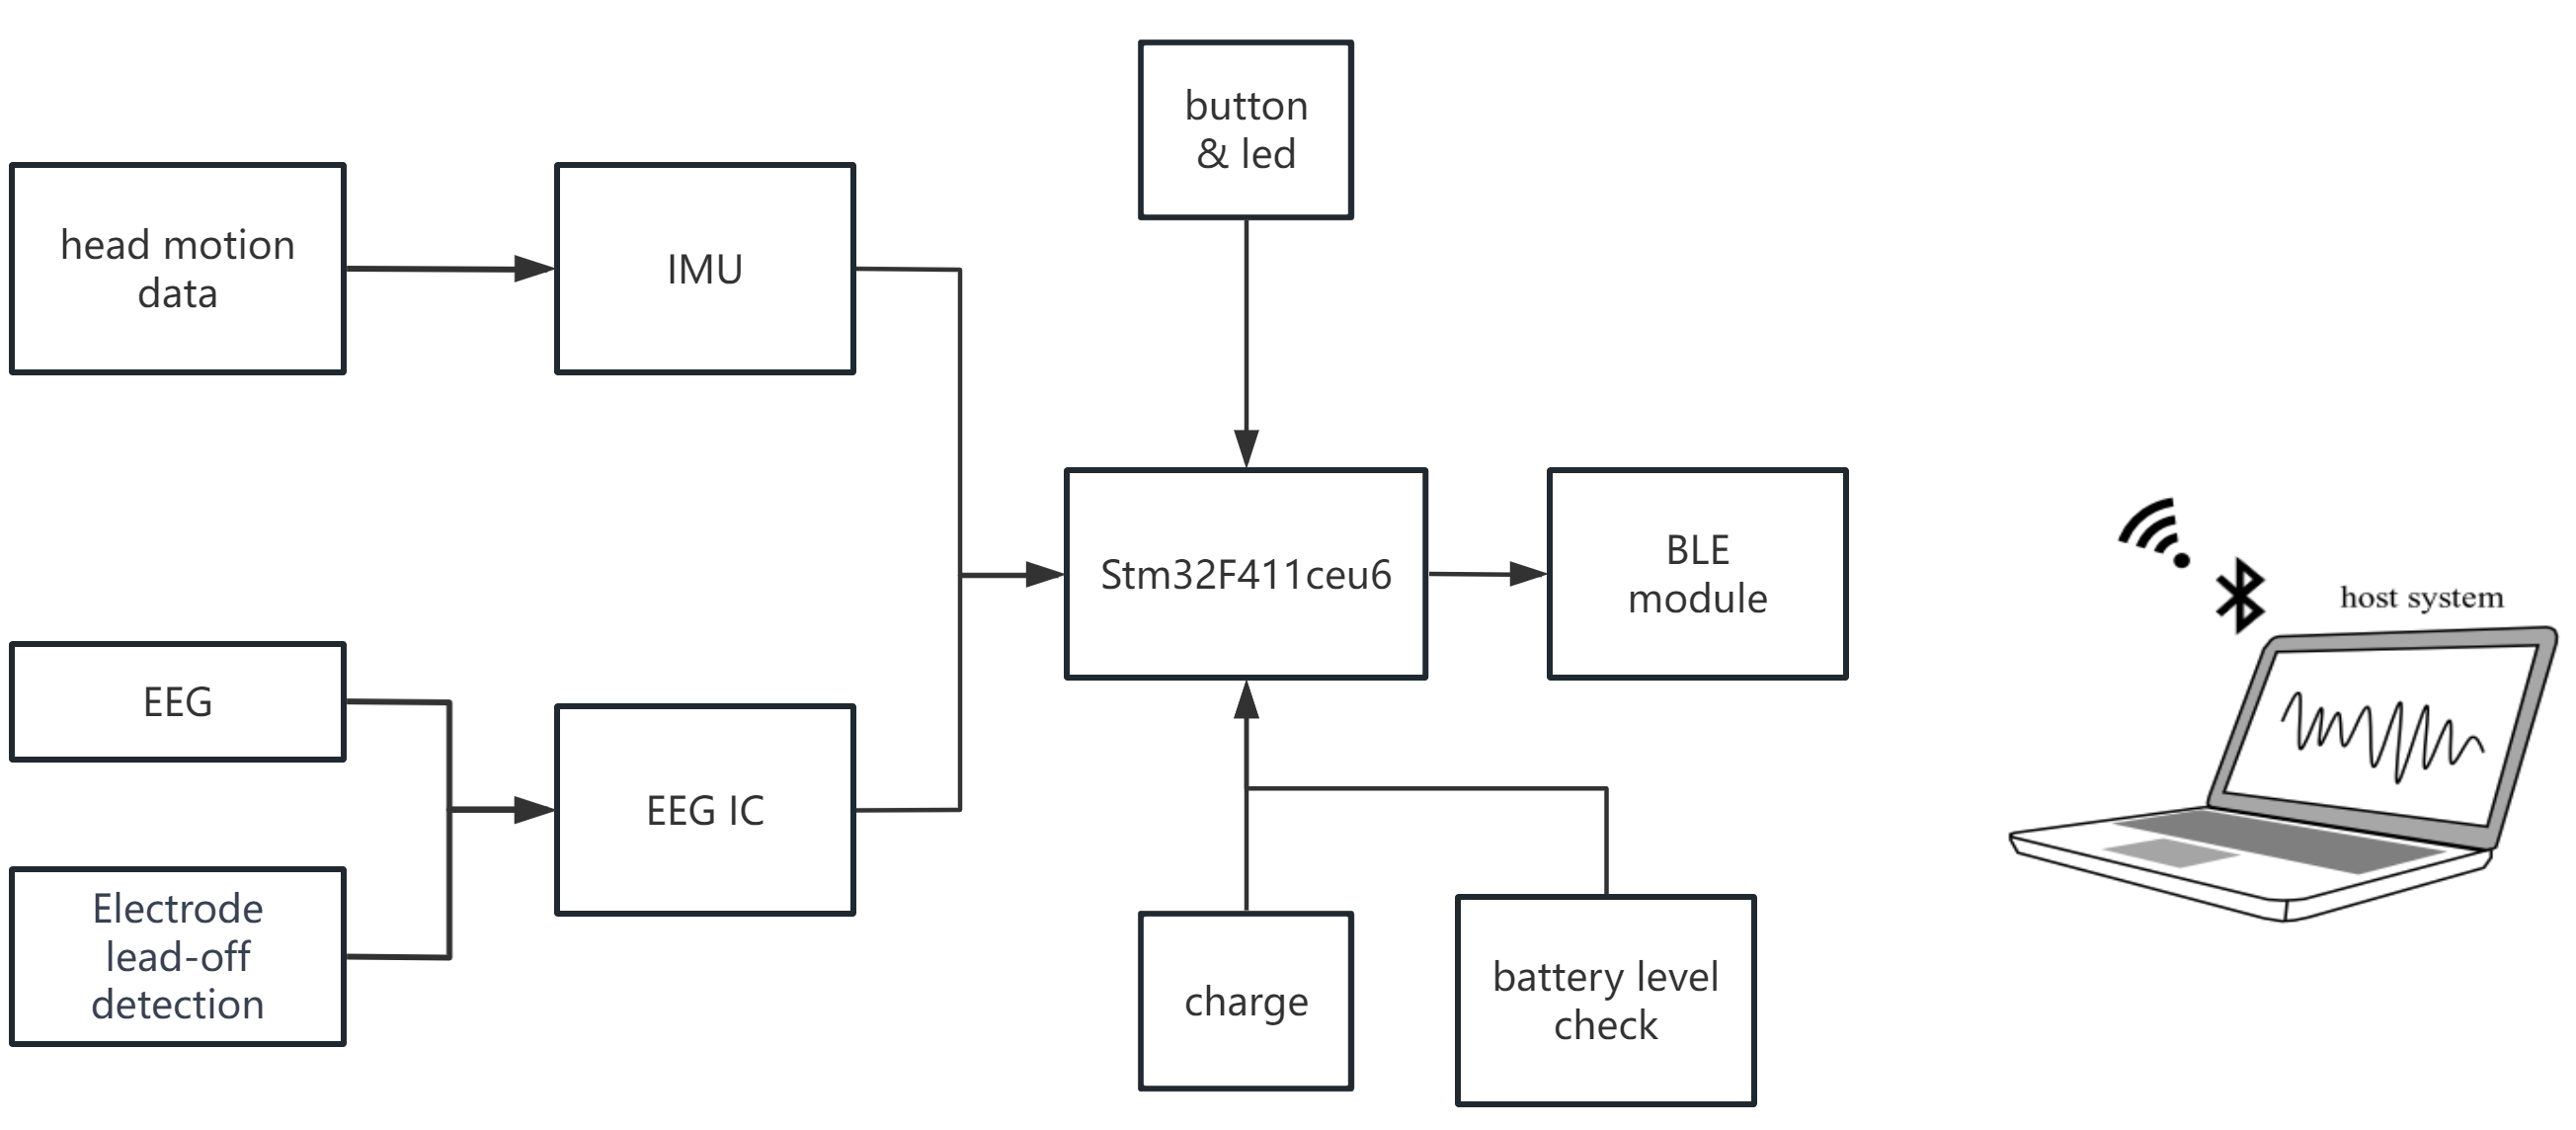 button
& led
head motion
data
IMU
Stm32F411ceu6
BLE
module
host system
EEG
EEG IC
Electrode
lead-off
detection
charge
battery level
check